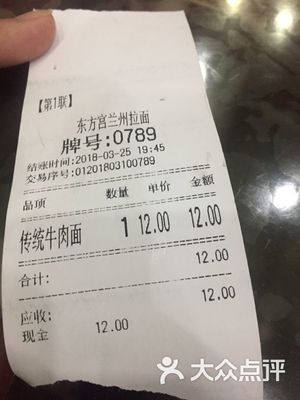 【第1联】
东方宫兰州拉面
牌号:0789
结账时间:2018-03-25 19:45
交易序号:01201803100789
品项 数量 单价 金额
传统牛肉面 1 12.00 12.00
合计: 12.00
应收: 12.00
现金 12.00
大众点评